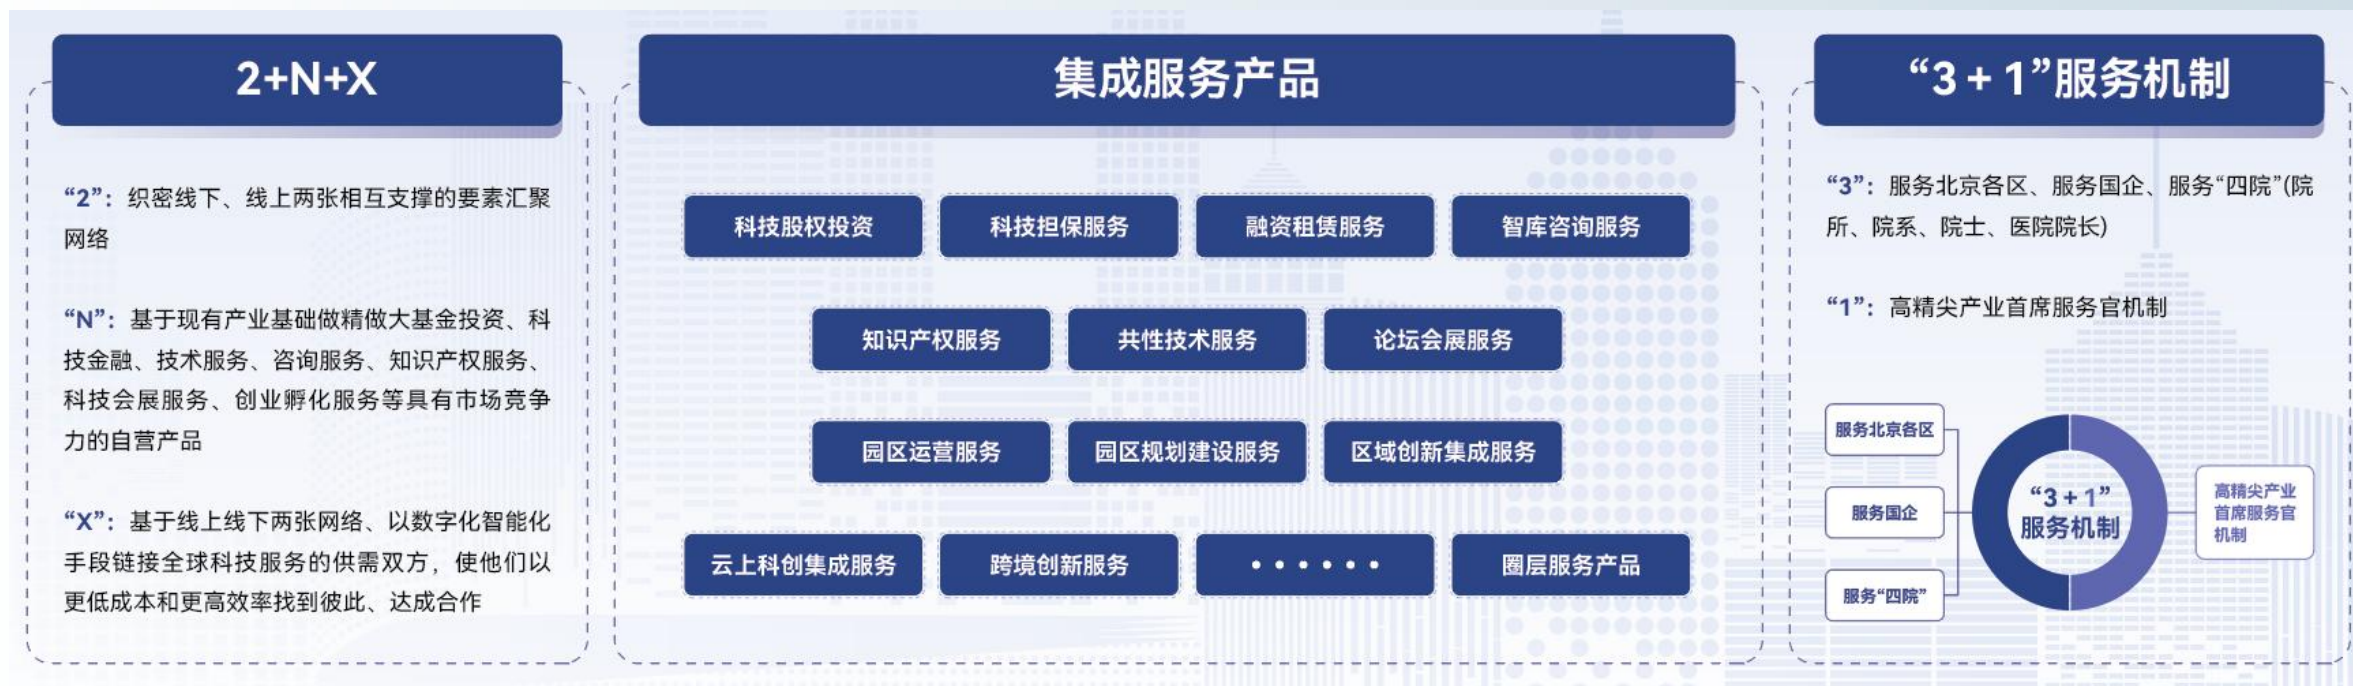 2+N+X
“2”：织密线下、线上两张相互支撑的要素汇聚
网络
“N”：基于现有产业基础做精做大基金投资、科
技金融、技术服务、咨询服务、知识产权服务、
科技会展服务、创业孵化服务等具有市场竞争
力的自营产品
“X”：基于线上线下两张网络、以数字化智能化
手段链接全球科技服务的供需双方，使他们以
更低成本和更高效率找到彼此、达成合作
集成服务产品
科技股权投资
科技担保服务
融资租赁服务
智库咨询服务
知识产权服务
共性技术服务
论坛会展服务
园区运营服务
园区规划建设服务
区域创新集成服务
云上科创集成服务
跨境创新服务
······
圈层服务产品
“3 + 1”服务机制
“3”：服务北京各区、服务国企、服务“四院”(院
所、院系、院士、医院院长)
“1”：高精尖产业首席服务官机制
服务北京各区
服务国企
服务“四院”
“3 + 1”
服务机制
高精尖产业
首席服务官
机制